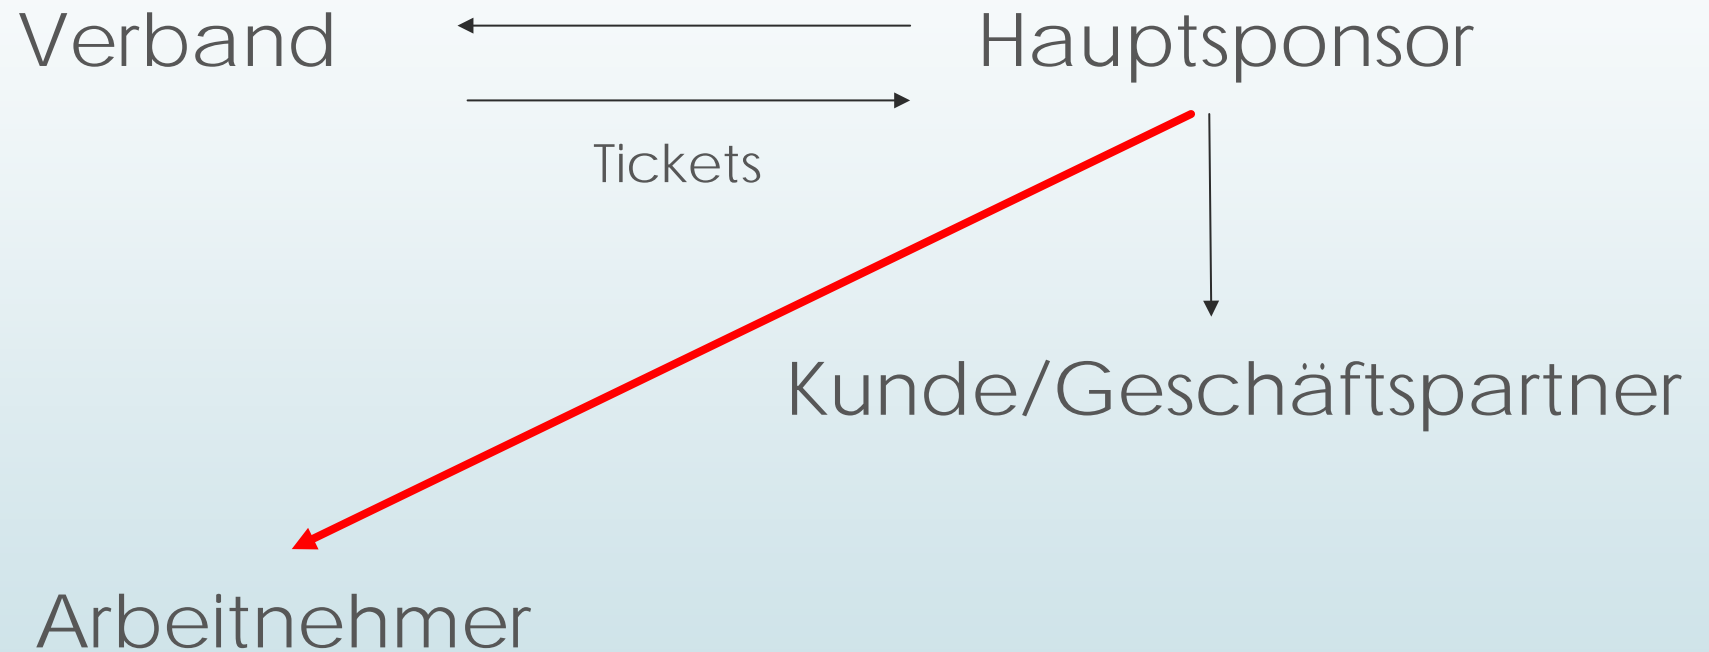 Verband
Hauptsponsor
Tickets
Kunde/Geschäftspartner
Arbeitnehmer